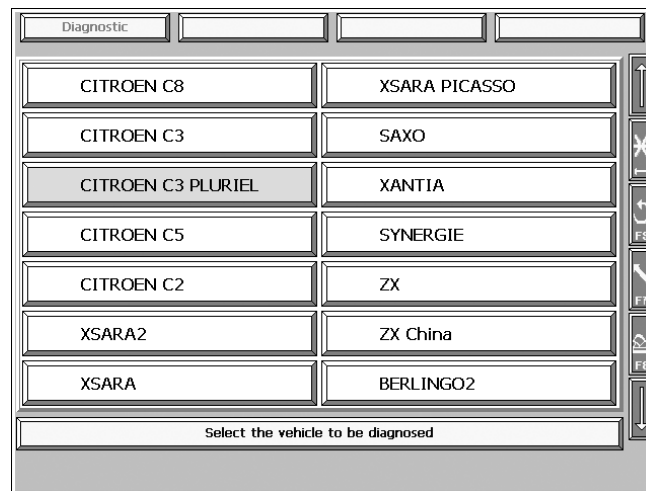 Diagnostic
CITROEN C8
XSARA PICASSO
CITROEN C3
SAXO
CITROEN C3 PLURIEL
XANTIA
CITROEN C5
SYNERGIE
CITROEN C2
ZX
XSARA2
ZX China
XSARA
BERLINGO2
Select the vehicle to be diagnosed